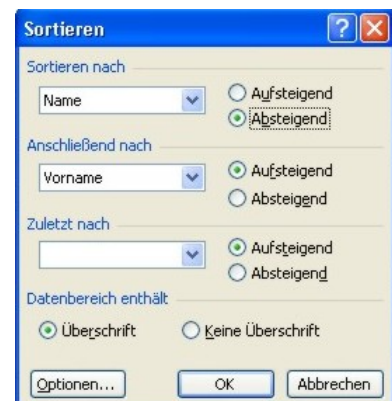 Sortieren
Sortieren nach
Name
Aufsteigend
Absteigend
Anschließend nach
Vorname
Aufsteigend
Absteigend
Zuletzt nach
Aufsteigend
Absteigend
Datenbereich enthält
Überschrift Keine Überschrift
Optionen... OK Abbrechen